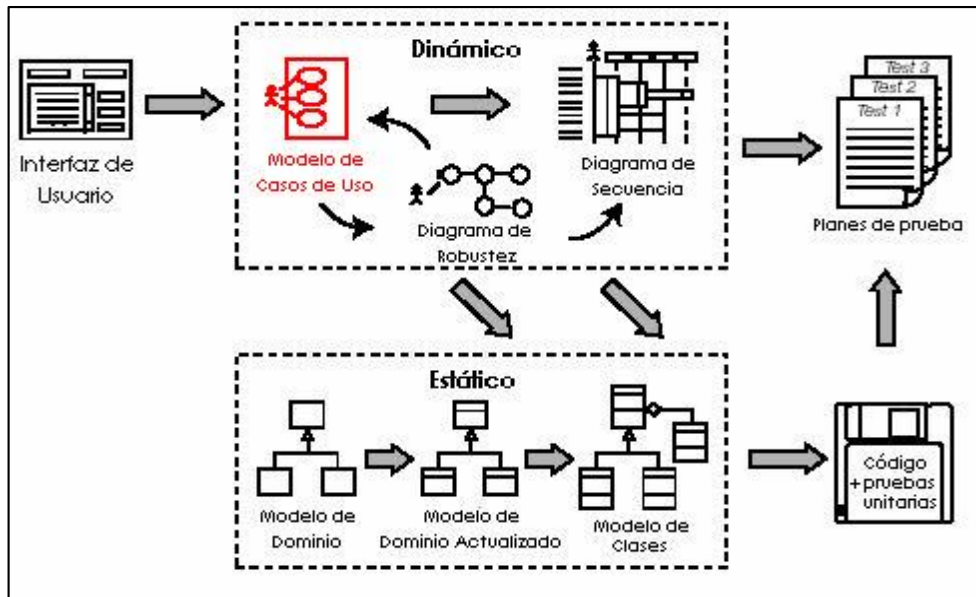 Dinámico
Interfaz de
Usuario
Modelo de
Casos de Uso
Diagrama de
Robustez
Diagrama de
Secuencia
Test 3
Test 2
Test 1
Planes de prueba
Estático
Modelo de
Dominio
Modelo de
Dominio Actualizado
Modelo de
Clases
Código
+ pruebas
unitarias